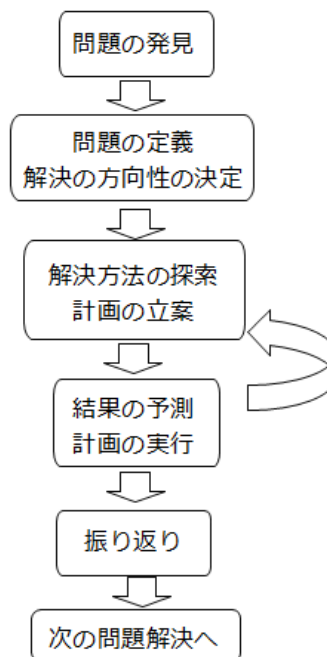 問題の発見
問題の定義
解決の方向性の決定
解決方法の探索
計画の立案
結果の予測
計画の実行
振り返り
次の問題解決へ